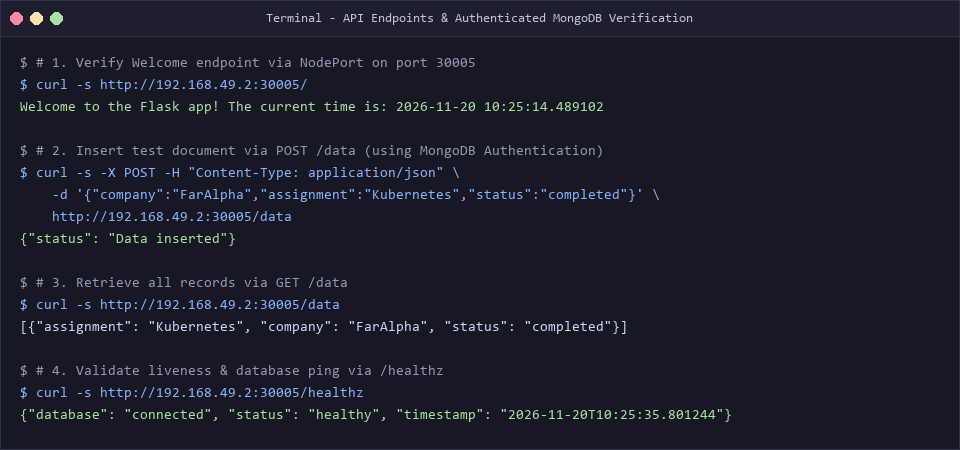 Terminal - API Endpoints & Authenticated MongoDB Verification
$ # 1. Verify Welcome endpoint via NodePort on port 30005
$ curl -s http://192.168.49.2:30005/
Welcome to the Flask app! The current time is: 2026-11-20 10:25:14.489102
$ # 2. Insert test document via POST /data (using MongoDB Authentication)
$ curl -s -X POST -H "Content-Type: application/json" \
    -d '{"company":"FarAlpha","assignment":"Kubernetes","status":"completed"}' \
    http://192.168.49.2:30005/data
{"status": "Data inserted"}
$ # 3. Retrieve all records via GET /data
$ curl -s http://192.168.49.2:30005/data
[{"assignment": "Kubernetes", "company": "FarAlpha", "status": "completed"}]
$ # 4. Validate liveness & database ping via /healthz
$ curl -s http://192.168.49.2:30005/healthz
{"database": "connected", "status": "healthy", "timestamp": "2026-11-20T10:25:35.801244"}